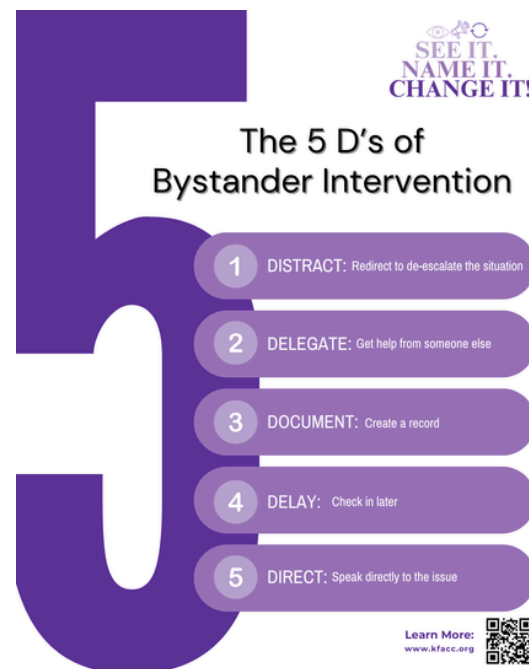 SEE IT.
NAME IT.
CHANGE IT!
The 5 D's of
Bystander Intervention
5
1 DISTRACT: Redirect to de-escalate the situation
2 DELEGATE: Get help from someone else
3 DOCUMENT: Create a record
4 DELAY: Check in later
5 DIRECT: Speak directly to the issue
Learn More:
www.kfacc.org